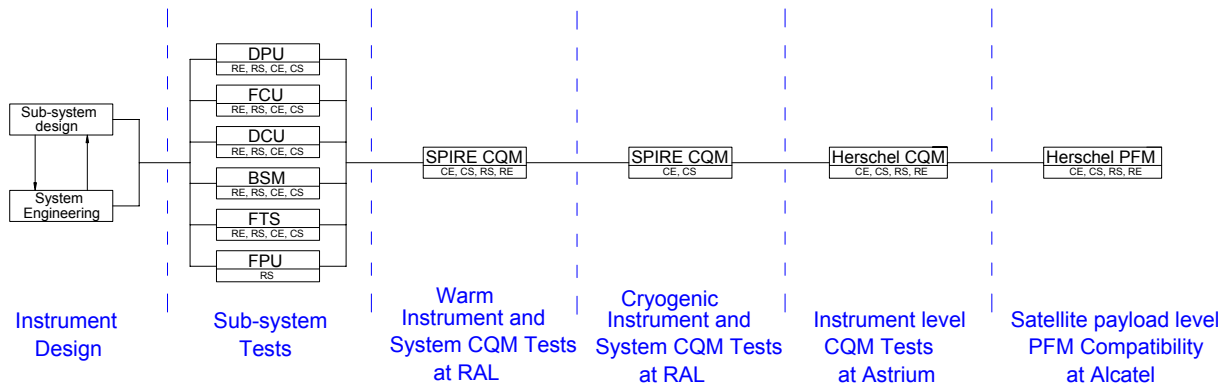 Sub-system
design
System
Engineering
DPU
RE, RS, CE, CS
FCU
RE, RS, CE, CS
DCU
RE, RS, CE, CS
BSM
RE, RS, CE, CS
FTS
RE, RS, CE, CS
FPU
RS
SPIRE CQM
CE, CS, RS, RE
SPIRE CQM
CE, CS
Herschel CQM
CE, CS, RS, RE
Herschel PFM
CE, CS, RS, RE
Instrument
Design
Sub-system
Tests
Warm
Instrument and
System CQM Tests
at RAL
Cryogenic
Instrument and
System CQM Tests
at RAL
Instrument level
CQM Tests
at Astrium
Satellite payload level
PFM Compatibility
at Alcatel